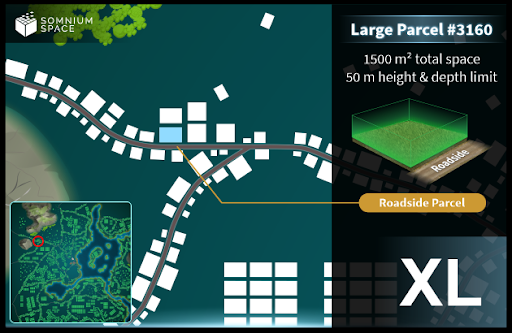 SOMNIUM
SPACE
Large Parcel #3160
1500 m² total space
50 m height & depth limit
Roadside
Roadside Parcel
XL